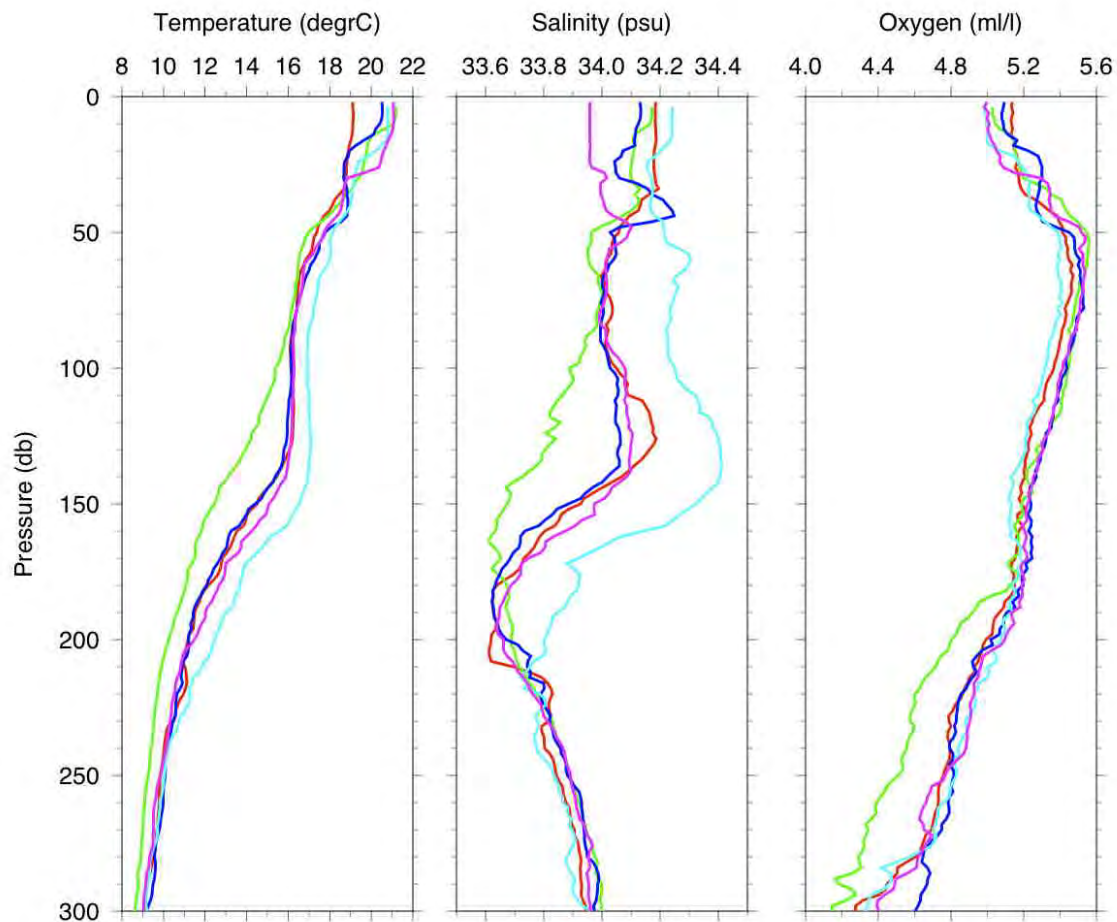 Temperature (degrC)
Salinity (psu)
Oxygen (ml/l)
8 10 12 14 16 18 20 22
33.6 33.8 34.0 34.2 34.4
4.0 4.4 4.8 5.2 5.6
0
50
100
150
200
250
300
Pressure (db)